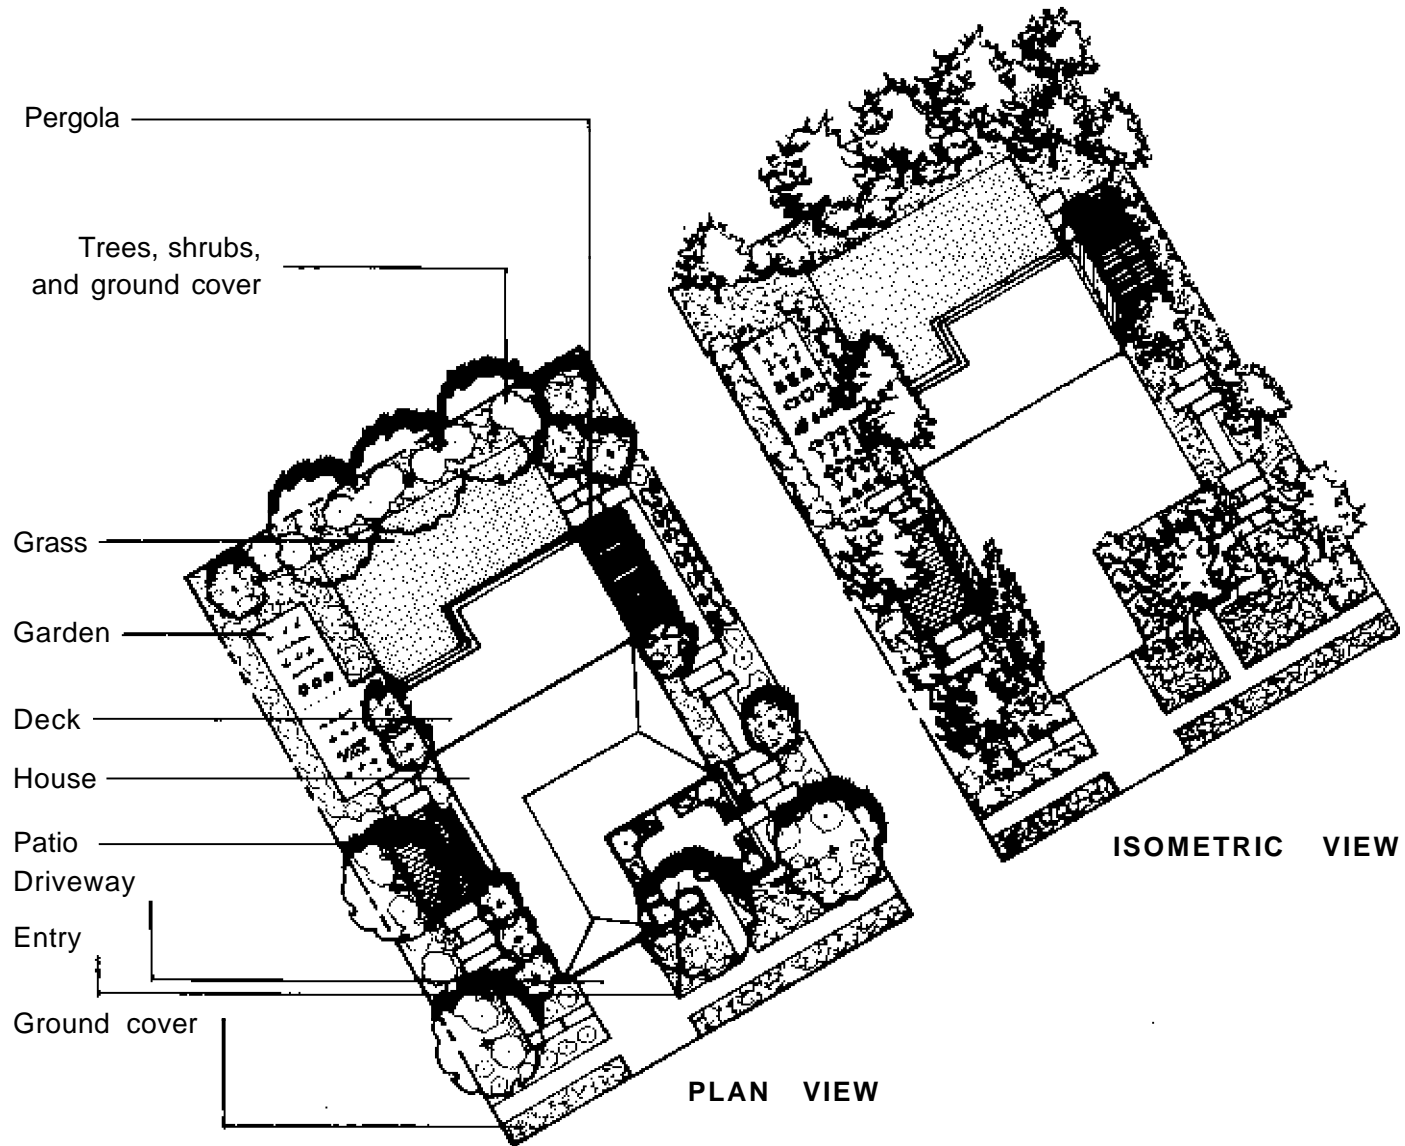 Pergola
Trees, shrubs,
and ground cover
Grass
Garden
Deck
House
Patio
Driveway
Entry
Ground cover
ISOMETRIC VIEW
PLAN VIEW